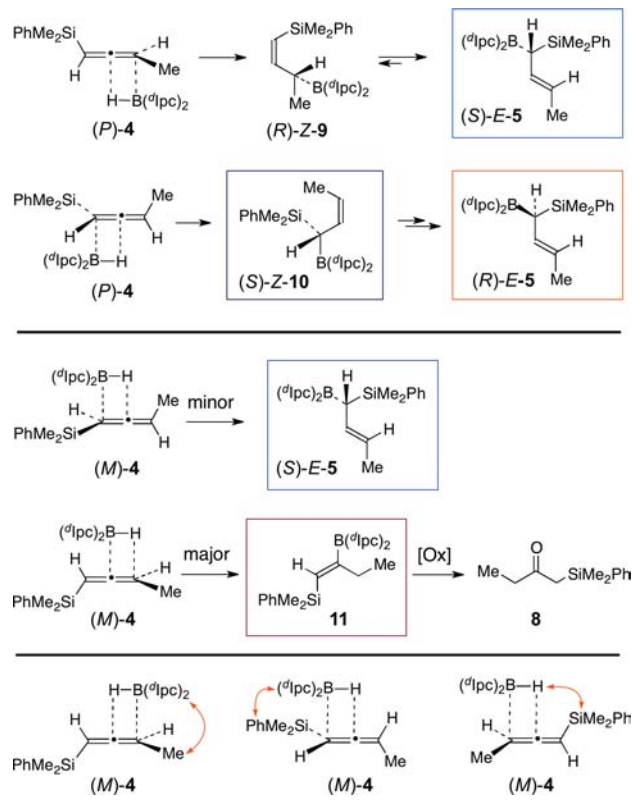 PhMe₂Si
H
H
Me
H–B(ᵈIpc)₂
(P)-4
SiMe₂Ph
H
B(ᵈIpc)₂
Me
(R)-Z-9
H
(ᵈIpc)₂B
SiMe₂Ph
H
Me
(S)-E-5
PhMe₂Si
Me
H
H
(ᵈIpc)₂B–H
(P)-4
Me
PhMe₂Si
H
B(ᵈIpc)₂
(S)-Z-10
H
(ᵈIpc)₂B
SiMe₂Ph
H
Me
(R)-E-5
(ᵈIpc)₂B–H
H
Me
PhMe₂Si
H
(M)-4
minor
H
(ᵈIpc)₂B
SiMe₂Ph
H
Me
(S)-E-5
(ᵈIpc)₂B–H
H
H
PhMe₂Si
Me
(M)-4
major
B(ᵈIpc)₂
H
Me
PhMe₂Si
11
[Ox]
O
Me
SiMe₂Ph
8
H–B(ᵈIpc)₂
H
H
PhMe₂Si
Me
(M)-4
(ᵈIpc)₂B–H
PhMe₂Si
H
H
Me
(M)-4
(ᵈIpc)₂B–H
SiMe₂Ph
H
Me
H
(M)-4